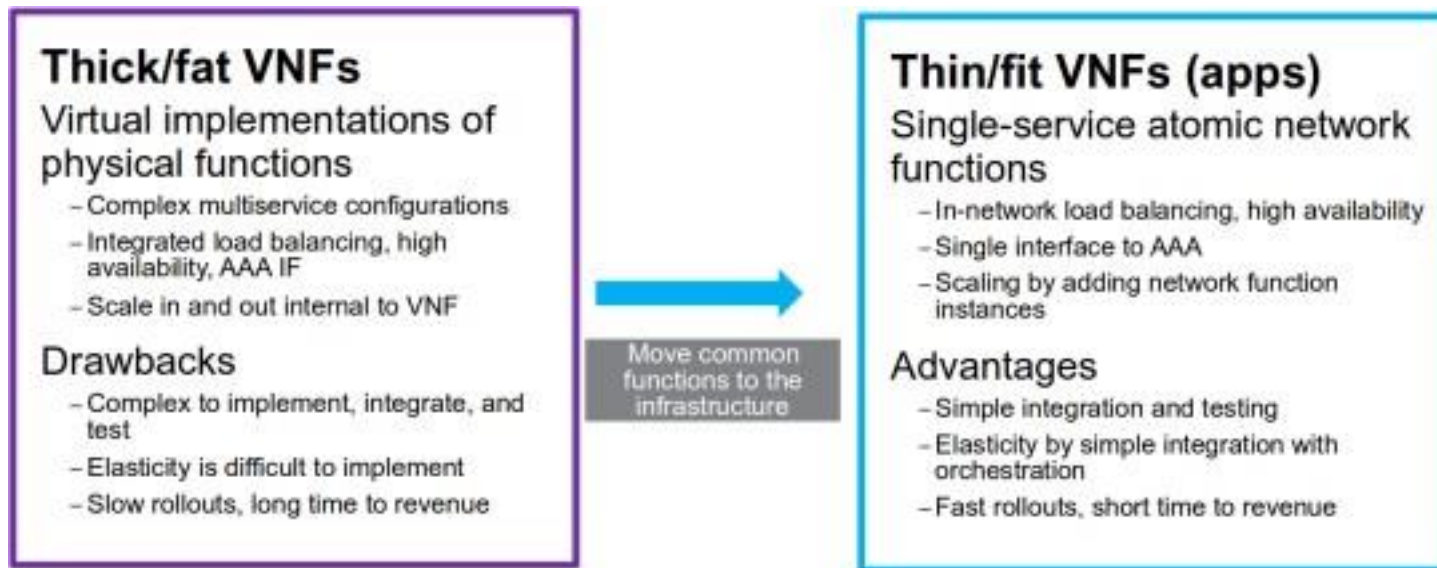 Thick/fat VNFs
Virtual implementations of
physical functions
– Complex multiservice configurations
– Integrated load balancing, high
availability, AAA IF
– Scale in and out internal to VNF
Drawbacks
– Complex to implement, integrate, and
test
– Elasticity is difficult to implement
– Slow rollouts, long time to revenue
Move common
functions to the
infrastructure
Thin/fit VNFs (apps)
Single-service atomic network
functions
– In-network load balancing, high availability
– Single interface to AAA
– Scaling by adding network function
instances
Advantages
– Simple integration and testing
– Elasticity by simple integration with
orchestration
– Fast rollouts, short time to revenue